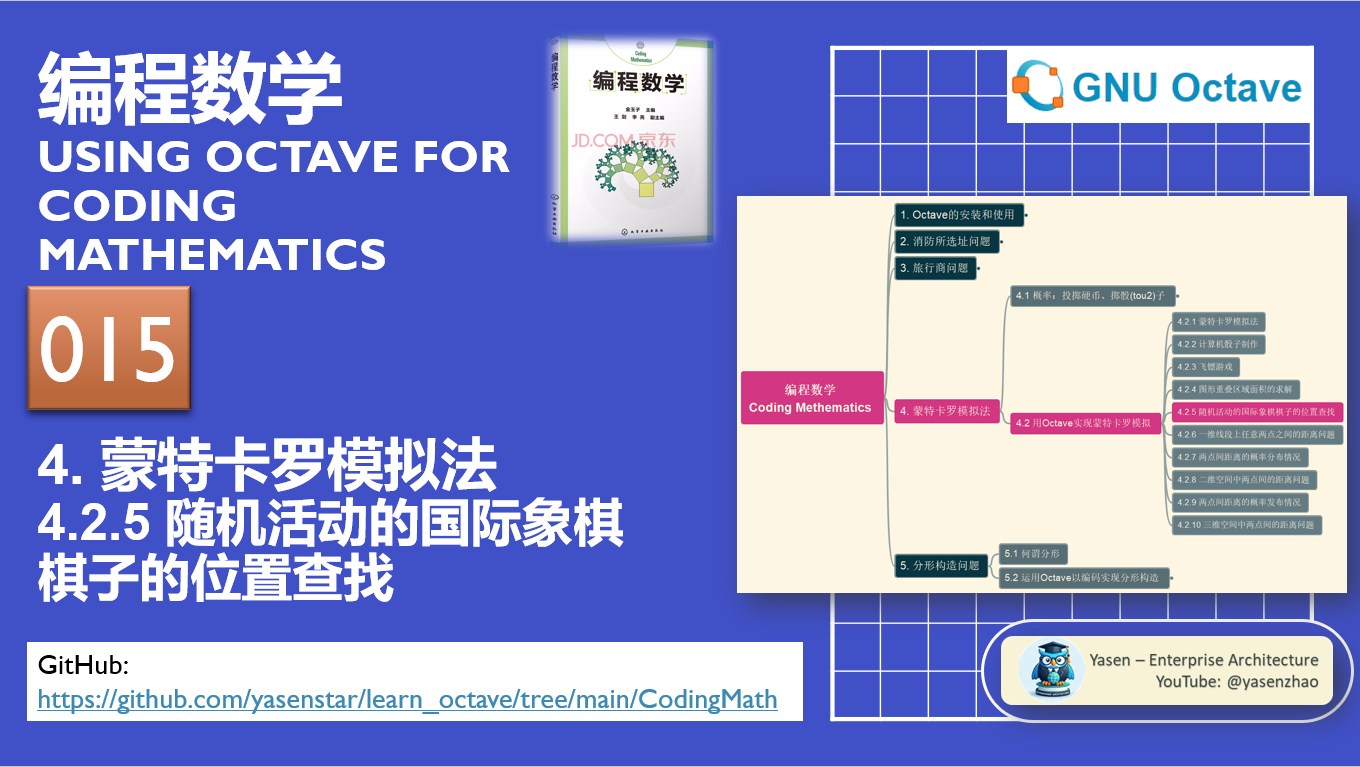 编程数学
USING OCTAVE FOR
CODING
MATHEMATICS
015
4. 蒙特卡罗模拟法
4.2.5 随机活动的国际象棋
棋子的位置查找
GitHub:
https://github.com/yasenstar/learn_octave/tree/main/CodingMath
Coding
Mathematics
编程数学
金玉子 主编
JD.COM 京东
编程数学
化学工业出版社
GNU Octave
编程数学
Coding Methematics
1. Octave的安装和使用
2. 消防所选址问题
3. 旅行商问题
4. 蒙特卡罗模拟法
4.1 概率：投掷硬币、掷骰(tou2)子
4.2 用Octave实现蒙特卡罗模拟
4.2.1 蒙特卡罗模拟法
4.2.2 计算机骰子制作
4.2.3 飞镖游戏
4.2.4 图形重叠区域面积的求解
4.2.5 随机活动的国际象棋棋子的位置查找
4.2.6 一维线段上任意两点之间的距离问题
4.2.7 两点间距离的概率分布情况
4.2.8 二维空间中两点间的距离问题
4.2.9 两点间距离的概率发布情况
4.2.10 三维空间中两点间的距离问题
5. 分形构造问题
5.1 何谓分形
5.2 运用Octave以编码实现分形构造
Yasen – Enterprise Architecture
YouTube: @yasenzhao